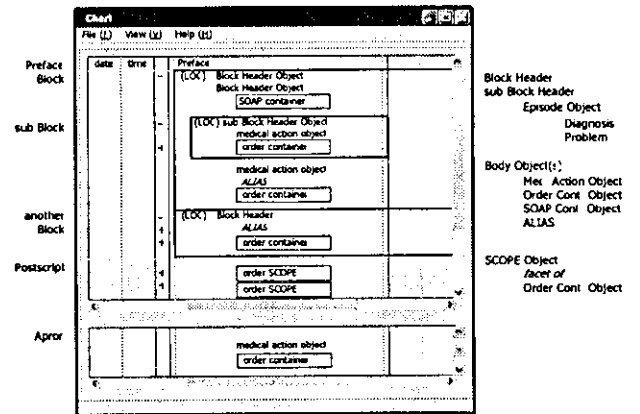 Chart
File (F) View (V) Help (H)
Preface
Block
date time Preface
(LOC) Block Header Object
Block Header Object
SOAP container
sub Block
(LOC) sub Block Header Object
medical action object
order container
medical action object
ALIAS
order container
another
Block
(LOC) Block Header
ALIAS
order container
Postscript
order SCOPE
order SCOPE
Apror
medical action object
order container
Block Header
sub Block Header
Episode Object
Diagnosis
Problem
Body Object(s)
Action Object
Order Cont Object
SOAP Cont Object
ALIAS
SCOPE Object
facet of
Order Cont Object